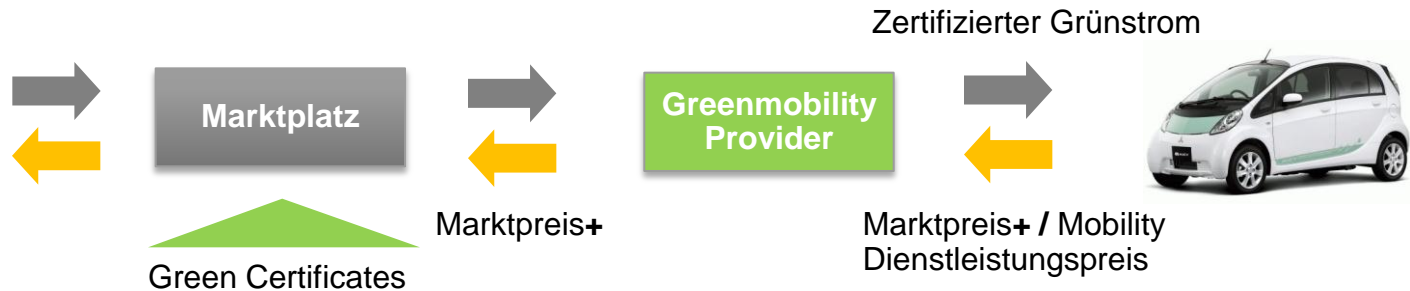 Zertifizierter Grünstrom
Marktplatz
Greenmobility
Provider
Marktpreis+
Marktpreis+ / Mobility
Dienstleistungspreis
Green Certificates